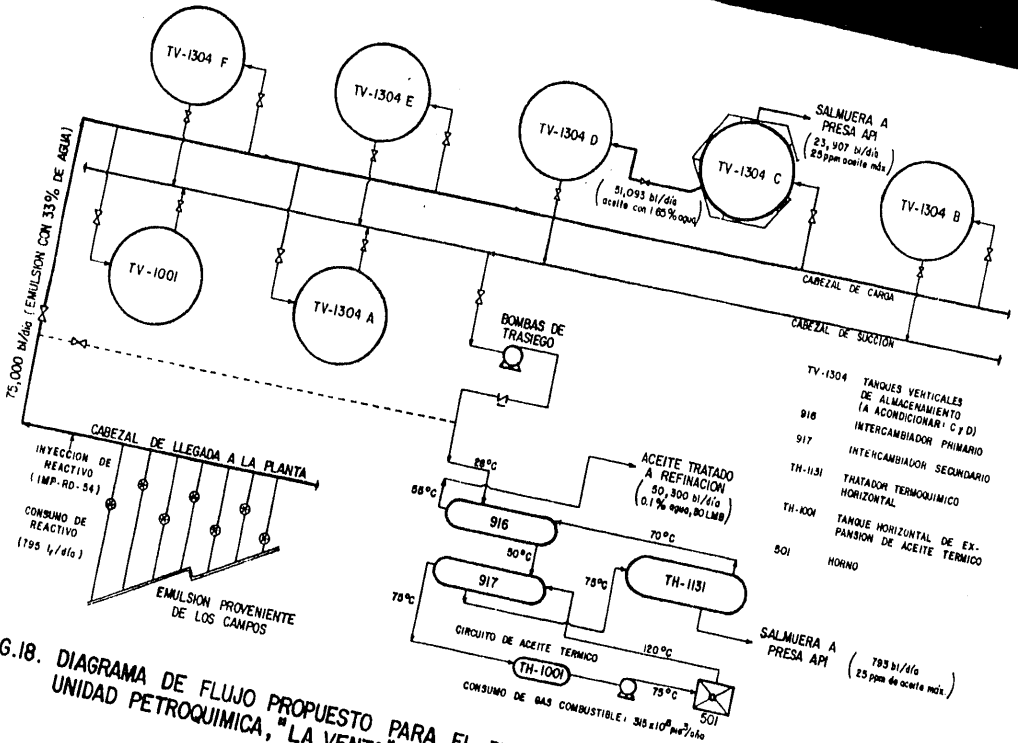 TV-1304 F
TV-1304 E
TV-1304 D
TV-1304 C
TV-1304 B
TV-1001
TV-1304 A
SALMUERA A
PRESA API
(23,907 bl/día
25 ppm aceite máx.)
(51,093 bl/día
aceite con 1.65% agua)
75,000 bl/día (EMULSION CON 33% DE AGUA)
CABEZAL DE CARGA
CABEZAL DE SUCCIÓN
BOMBAS DE
TRASIEGO
CABEZAL DE LLEGADA A LA PLANTA
INYECCION DE
REACTIVO
(IMP-RD-54)
CONSUMO DE
REACTIVO
(795 lt/día)
EMULSION PROVENIENTE
DE LOS CAMPOS
28°C
55°C
916
50°C
917
75°C
ACEITE TRATADO
A REFINACION
(50,300 bl/día
0.1% agua, 80 LMB)
70°C
75°C
TH-1131
SALMUERA A
PRESA API
(793 bl/día
25 ppm de aceite máx.)
CIRCUITO DE ACEITE TERMICO
120°C
TH-1001
75°C
501
CONSUMO DE GAS COMBUSTIBLE:
TV-1304 TANQUES VERTICALES
DE ALMACENAMIENTO
(A ACONDICIONAR: C y D)
916 INTERCAMBIADOR PRIMARIO
917 INTERCAMBIADOR SECUNDARIO
TH-1131 TRATADOR TERMOQUIMICO
HORIZONTAL
TH-1001 TANQUE HORIZONTAL DE EX-
PANSION DE ACEITE TERMICO
501 HORNO
G.18. DIAGRAMA DE FLUJO PROPUESTO PARA EL
UNIDAD PETROQUIMICA, "LA VENTA"